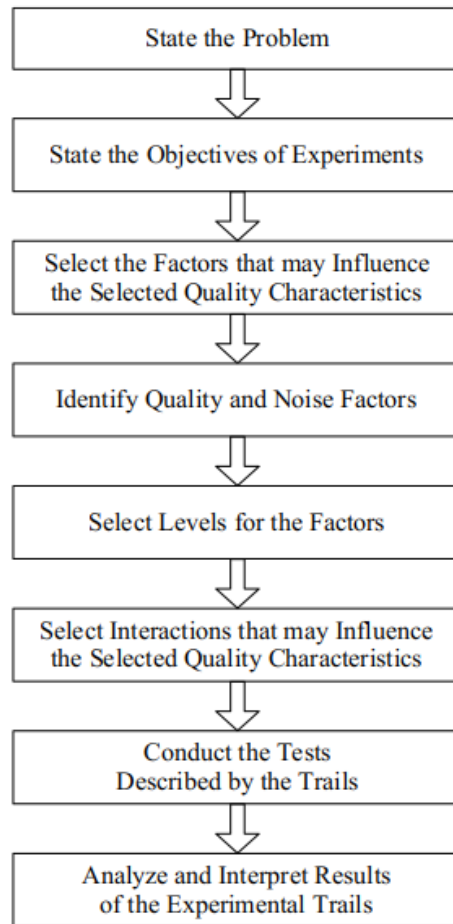 State the Problem
State the Objectives of Experiments
Select the Factors that may Influence
the Selected Quality Characteristics
Identify Quality and Noise Factors
Select Levels for the Factors
Select Interactions that may Influence
the Selected Quality Characteristics
Conduct the Tests
Described by the Trails
Analyze and Interpret Results
of the Experimental Trails